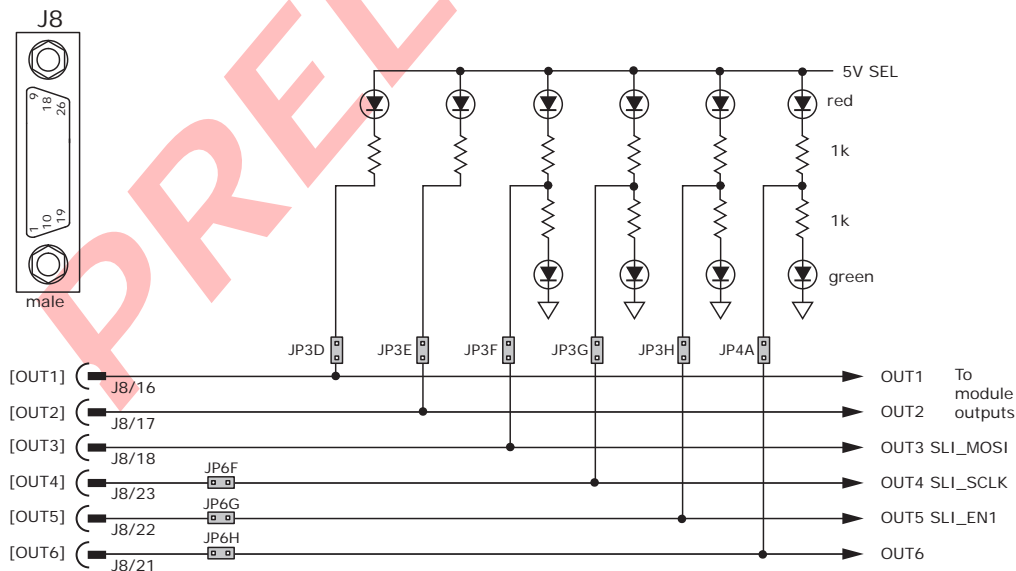 J8
9
18
26
1
10
19
male
PREL
5V SEL
red
1k
1k
green
JP3D
JP3E
JP3F
JP3G
JP3H
JP4A
[OUT1]
J8/16
OUT1
To
module
outputs
[OUT2]
J8/17
OUT2
[OUT3]
J8/18
OUT3 SLI_MOSI
[OUT4]
J8/23
JP6F
OUT4 SLI_SCLK
[OUT5]
J8/22
JP6G
OUT5 SLI_EN1
[OUT6]
J8/21
JP6H
OUT6